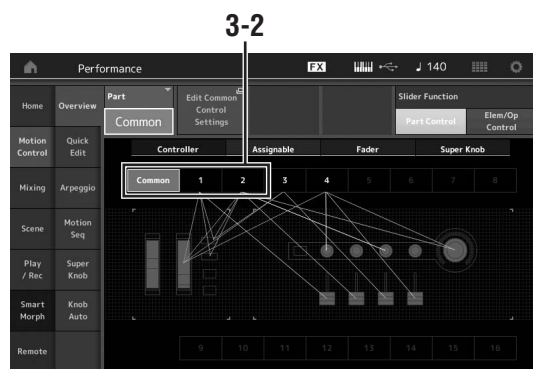 3-2
Performance FX 140
Part
Common
Edit Common
Control
Settings
Slider Function
Part Control
Elem/Op
Control
Home
Overview
Motion
Control
Quick
Edit
Mixing
Arpeggio
Scene
Motion
Seq
Play
/ Rec
Super
Knob
Smart
Morph
Knob
Auto
Remote
Controller Assignable Fader Super Knob
Common 1 2 3 4 5 6 7 8
9 10 11 12 13 14 15 16